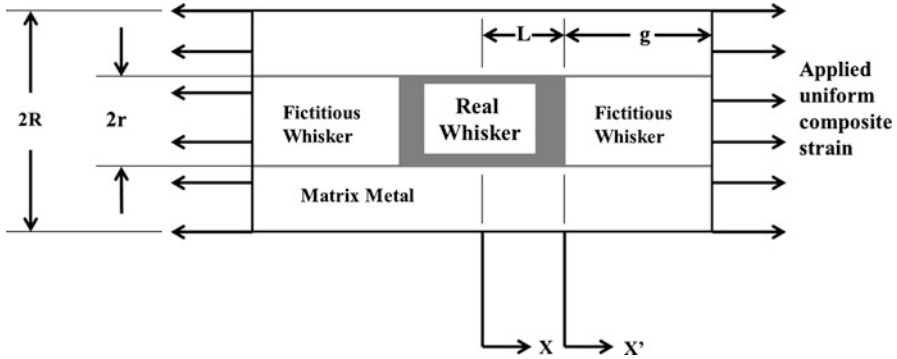 L
g
2R
2r
Fictitious
Whisker
Real
Whisker
Fictitious
Whisker
Matrix Metal
Applied
uniform
composite
strain
X
X'